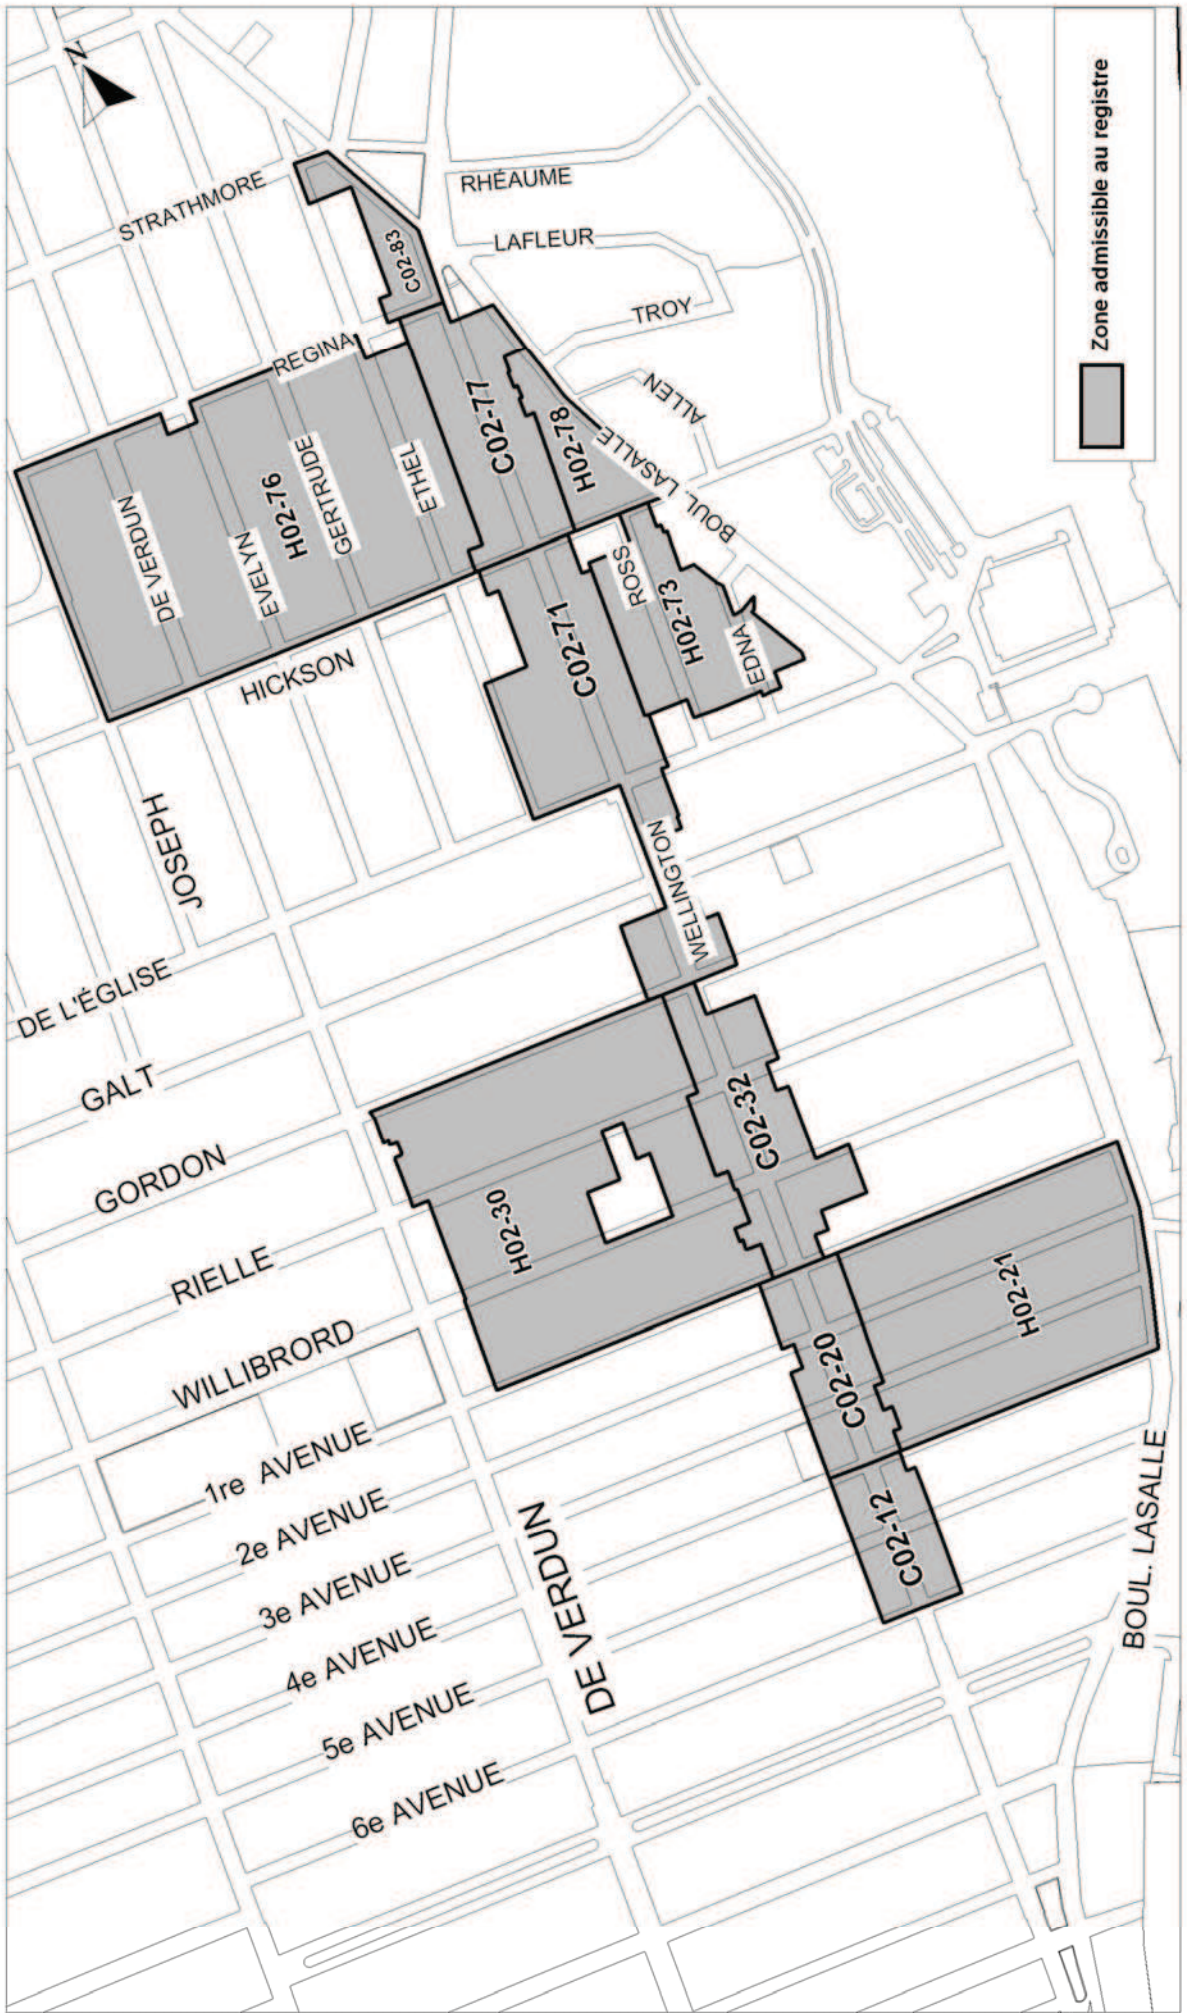 N
STRATHMORE
RHÉAUME
C02-83
LAFLEUR
TROY
REGINA
ALLEN
C02-77
H02-78
BOUL. LASALLE
DE VERDUN
EVELYN
H02-76
GERTRUDE
ETHEL
HICKSON
C02-71
ROSS
H02-73
EDNA
JOSEPH
WELLINGTON
DE L'ÉGLISE
GALT
GORDON
RIELLE
WILLIBRORD
H02-30
C02-32
C02-20
H02-21
C02-12
1re AVENUE
2e AVENUE
3e AVENUE
4e AVENUE
5e AVENUE
6e AVENUE
DE VERDUN
BOUL. LASALLE
Zone admissible au registre